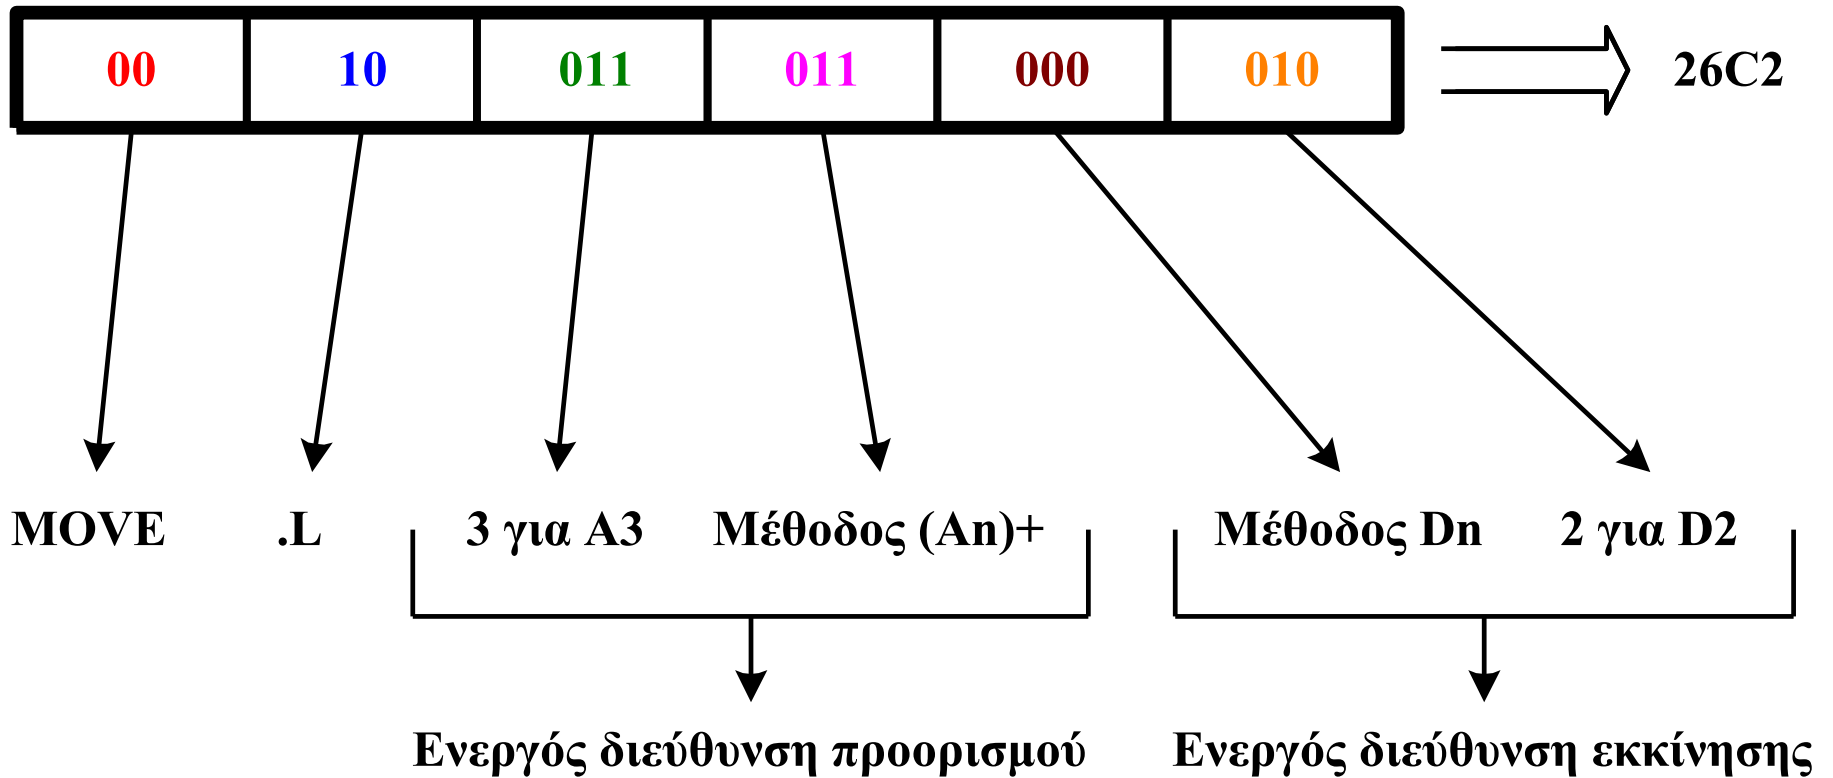 00 10 011 011 000 010 26C2
MOVE .L 3 για A3 Μέθοδος (An)+ Μέθοδος Dn 2 για D2
Ενεργός διεύθυνση προορισμού Ενεργός διεύθυνση εκκίνησης